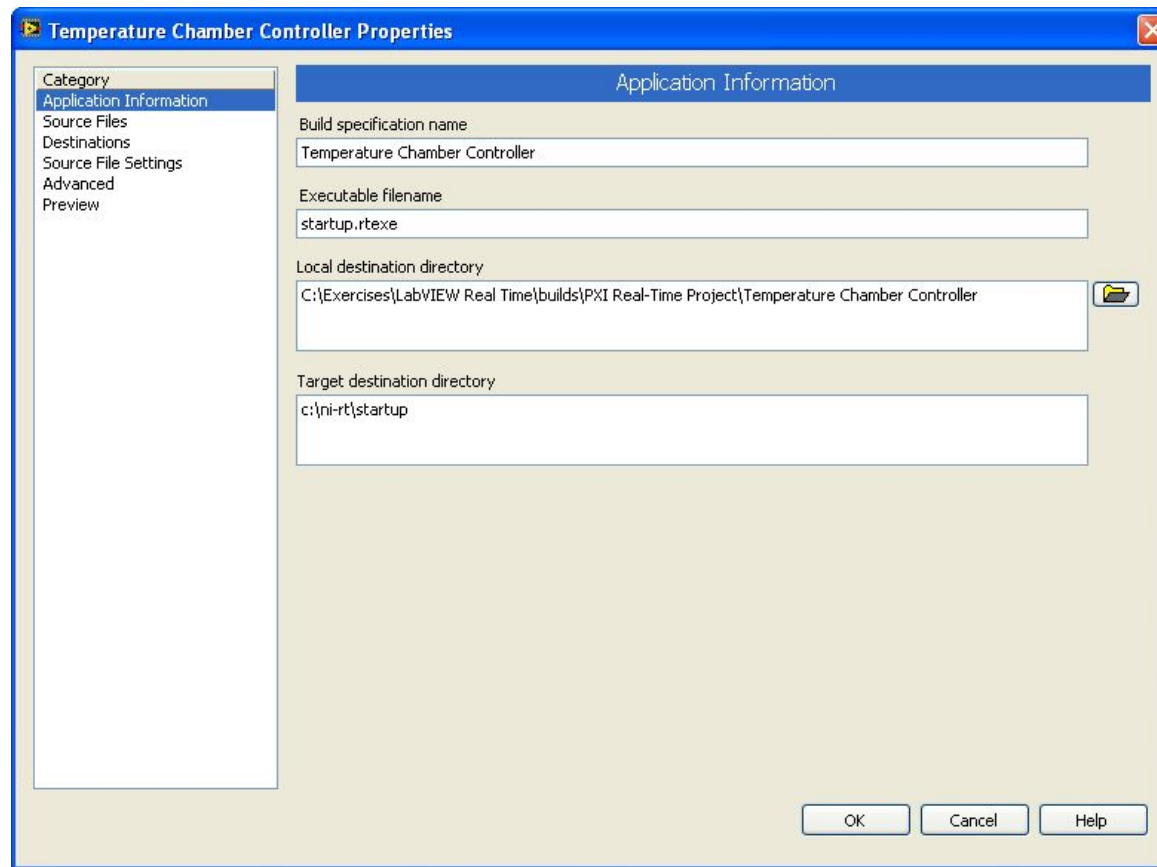 Temperature Chamber Controller Properties
Category
Application Information
Source Files
Destinations
Source File Settings
Advanced
Preview
Application Information
Build specification name
Temperature Chamber Controller
Executable filename
startup.rtexe
Local destination directory
C:\Exercises\LabVIEW Real Time\builds\PXI Real-Time Project\Temperature Chamber Controller
Target destination directory
c:\ni-rt\startup
OK
Cancel
Help